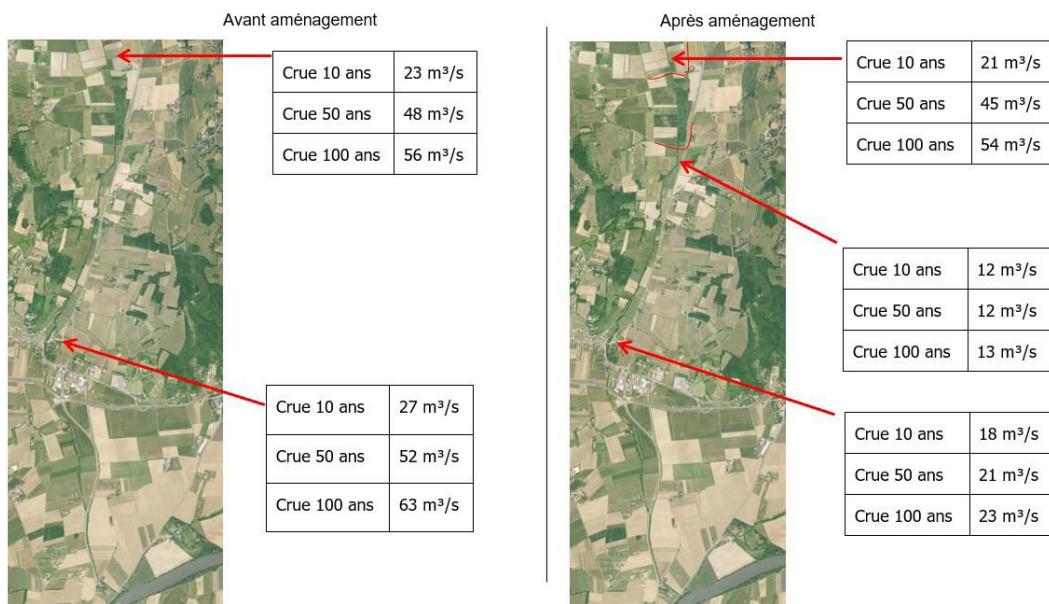 Avant aménagement
Crue 10 ans 23 m³/s
Crue 50 ans 48 m³/s
Crue 100 ans 56 m³/s
Crue 10 ans 27 m³/s
Crue 50 ans 52 m³/s
Crue 100 ans 63 m³/s
Après aménagement
Crue 10 ans 21 m³/s
Crue 50 ans 45 m³/s
Crue 100 ans 54 m³/s
Crue 10 ans 12 m³/s
Crue 50 ans 12 m³/s
Crue 100 ans 13 m³/s
Crue 10 ans 18 m³/s
Crue 50 ans 21 m³/s
Crue 100 ans 23 m³/s